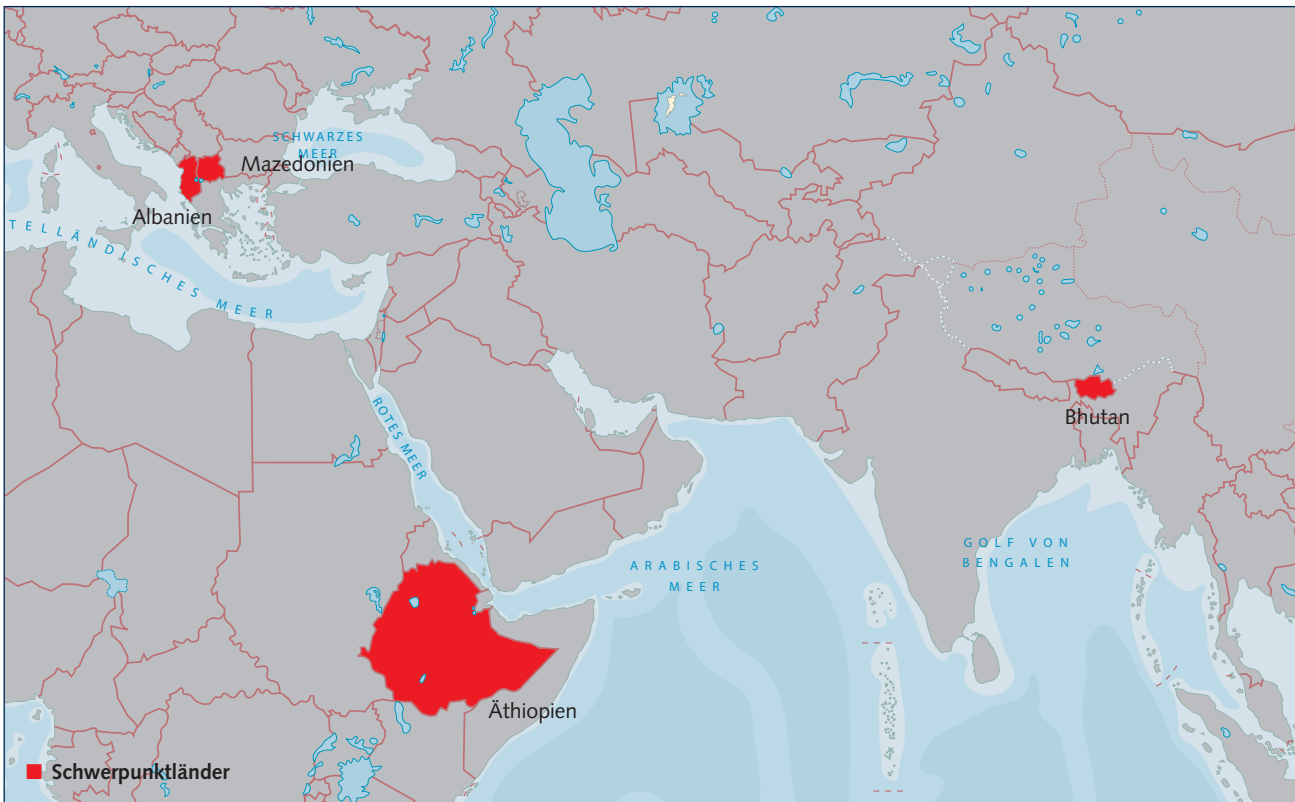 SCHWARZES
MEER
Mazedonien
Albanien
TELLÄNDISCHES MEER
ROTES MEER
Bhutan
GOLF VON
BENGALEN
ARABISCHES
MEER
Äthiopien
Schwerpunktländer